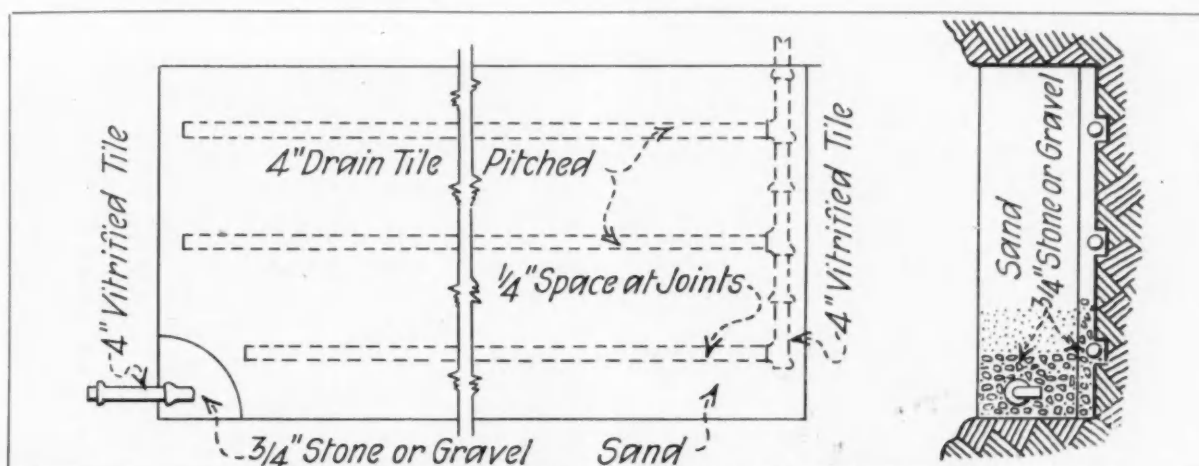 4" Vitrified Tile
4" Drain Tile Pitched
1/4" Space at Joints
4" Vitrified Tile
3/4" Stone or Gravel
Sand
Sand
3/4" Stone or Gravel